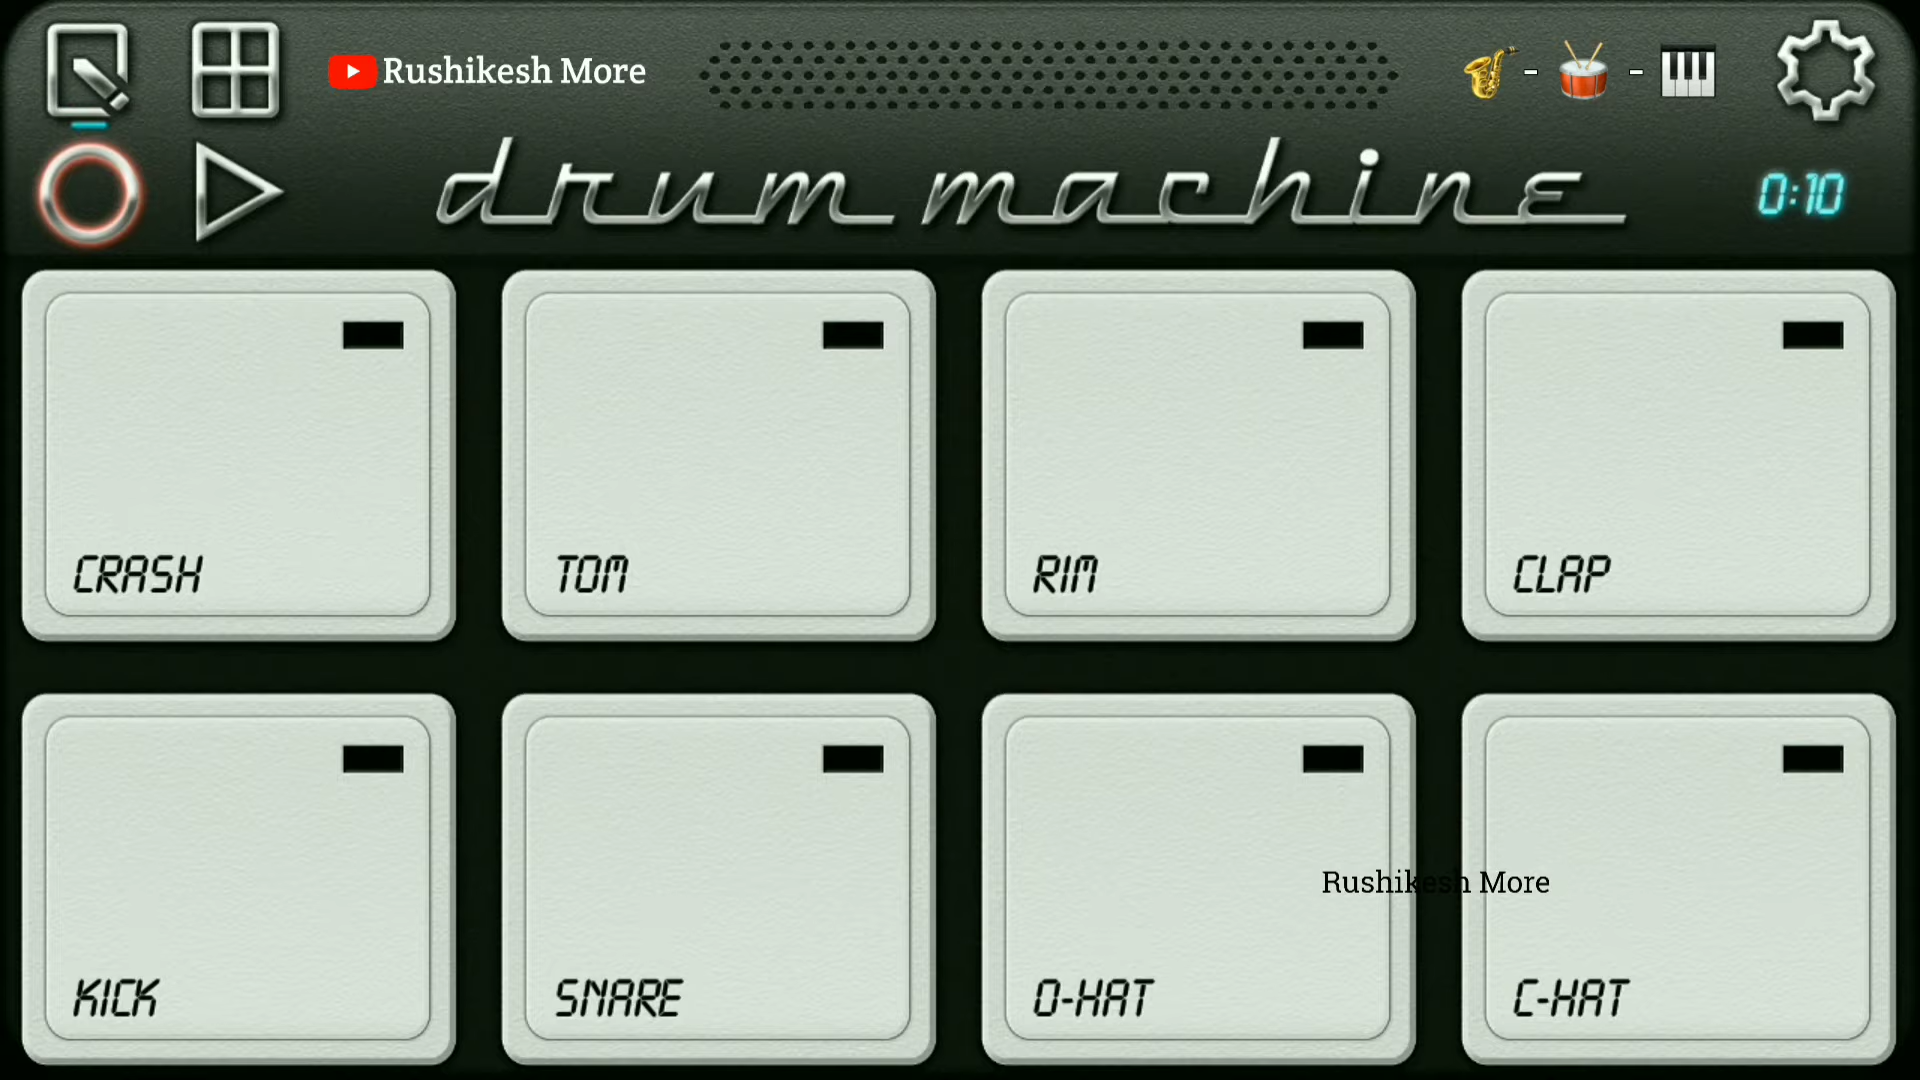 Rushikesh More
drum machine
0:10
CRASH
TOM
RIM
CLAP
Rushikesh More
KICK
SNARE
O-HAT
C-HAT